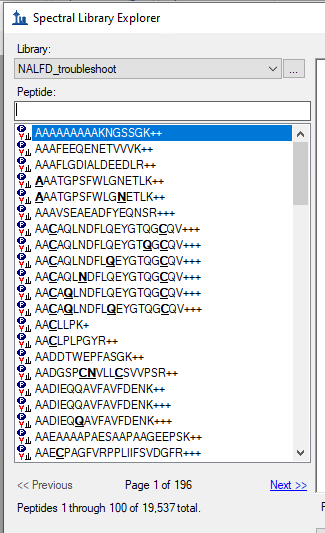 Spectral Library Explorer
Library:
NALFD_troubleshoot
...
Peptide:
AAAAAAAAAKNGSSGK++
AAAFEEQENETVVVK++
AAAFLGDIALDEEDLR++
AAATGPSFWLGNETLK++
AAATGPSFWLGNETLK++
AAAVSEAEADFYEQNSR+++
AACAQLNDFLQEYGTQGCQV+++
AACAQLNDFLQEYGTQGCQV+++
AACAQLNDFLQEYGTQGCQV+++
AACAQLNDFLQEYGTQGCQV+++
AACAQLNDFLQEYGTQGCQV+++
AACAQLNDFLQEYGTQGCQV+++
AACLLPK+
AACLPLPGYR++
AADDTWEPFASGK++
AADGSPCNVLLCSVVPSR++
AADIEQQAVFAVFDENK++
AADIEQQAVFAVFDENK+++
AADIEQQAVFAVFDENK+++
AAEAAAAPAESAAPAAGEEPSK++
AAECPAGFVRPPLIIFSVDGFR+++
<< Previous Page 1 of 196 Next >>
Peptides 1 through 100 of 19,537 total.